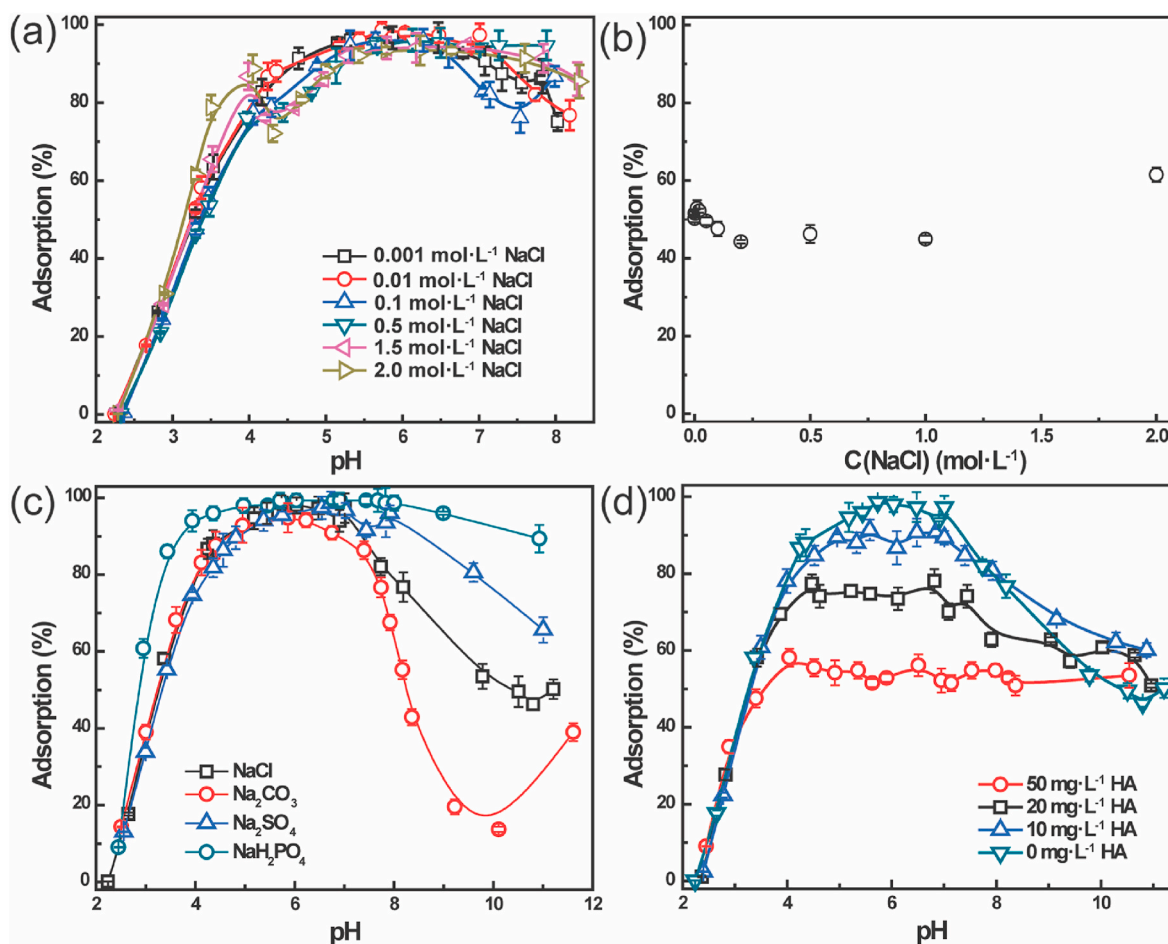 (a)
Adsorption (%)
100
80
60
40
20
0
0.001 mol·L⁻¹ NaCl
0.01 mol·L⁻¹ NaCl
0.1 mol·L⁻¹ NaCl
0.5 mol·L⁻¹ NaCl
1.5 mol·L⁻¹ NaCl
2.0 mol·L⁻¹ NaCl
2 3 4 5 6 7 8
pH
(b)
Adsorption (%)
100
80
60
40
20
0
0.0 0.5 1.0 1.5 2.0
C(NaCl) (mol·L⁻¹)
(c)
Adsorption (%)
100
80
60
40
20
0
NaCl
Na₂CO₃
Na₂SO₄
NaH₂PO₄
2 4 6 8 10 12
pH
(d)
Adsorption (%)
100
80
60
40
20
0
50 mg·L⁻¹ HA
20 mg·L⁻¹ HA
10 mg·L⁻¹ HA
0 mg·L⁻¹ HA
2 4 6 8 10
pH